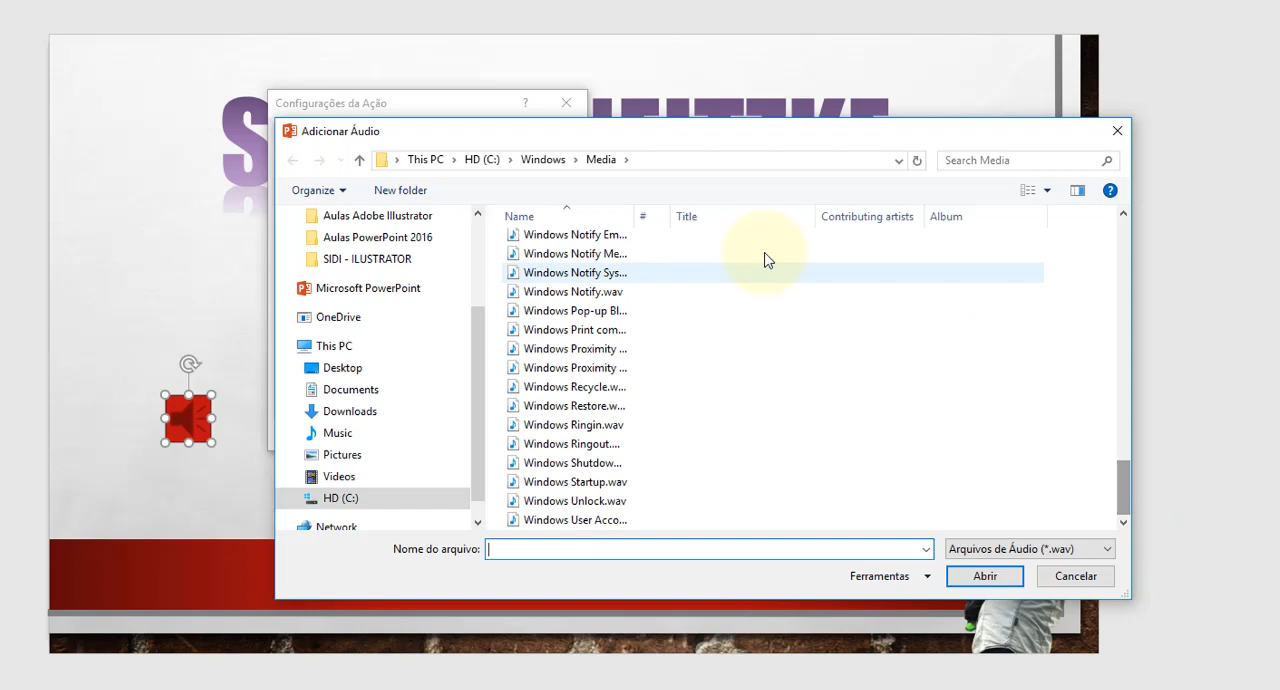 Configurações da Ação ?
Adicionar Áudio
This PC HD (C:) Windows Media
Search Media
Organize New folder
Name # Title Contributing artists Album
Aulas Adobe Illustrator
Aulas PowerPoint 2016
SIDI - ILUSTRATOR
Microsoft PowerPoint
OneDrive
This PC
Desktop
Documents
Downloads
Music
Pictures
Videos
HD (C:)
Network
Windows Notify Em...
Windows Notify Me...
Windows Notify Sys...
Windows Notify.wav
Windows Pop-up Bl...
Windows Print com...
Windows Proximity ...
Windows Proximity ...
Windows Recycle.w...
Windows Restore.w...
Windows Ringin.wav
Windows Ringout....
Windows Shutdow...
Windows Startup.wav
Windows Unlock.wav
Windows User Acco...
Nome do arquivo:
Arquivos de Áudio (*.wav)
Ferramentas
Abrir
Cancelar